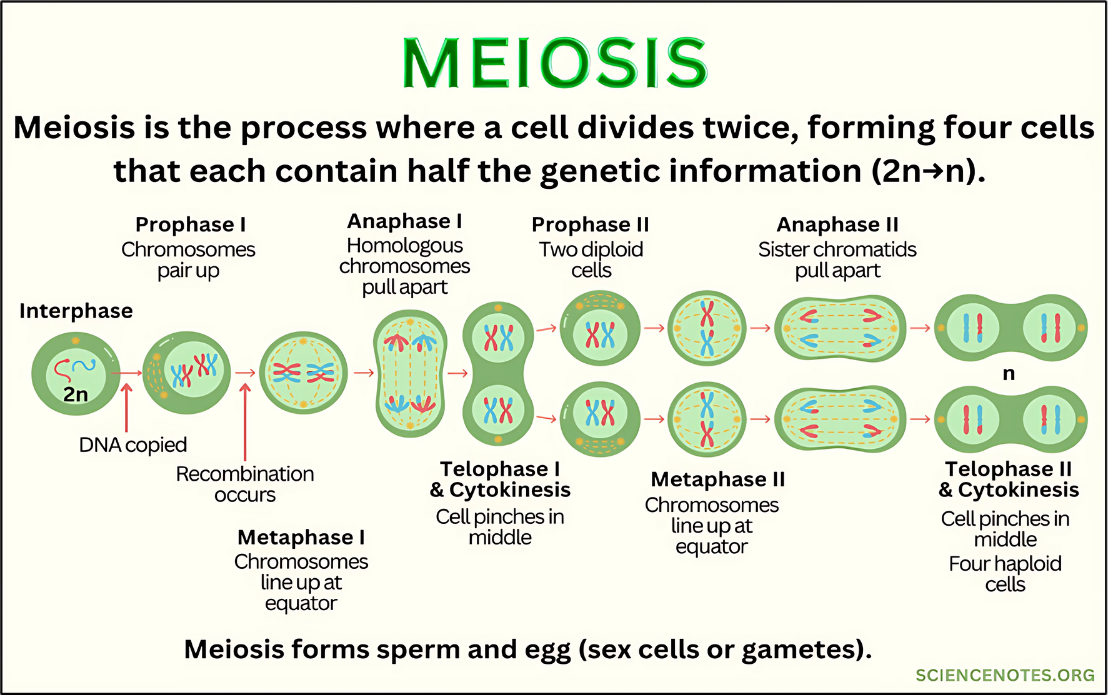 MEIOSIS
Meiosis is the process where a cell divides twice, forming four cells
that each contain half the genetic information (2n→n).
Interphase
2n
DNA copied
Prophase I
Chromosomes
pair up
Recombination
occurs
Metaphase I
Chromosomes
line up at
equator
Anaphase I
Homologous
chromosomes
pull apart
Telophase I
& Cytokinesis
Cell pinches in
middle
Prophase II
Two diploid
cells
Metaphase II
Chromosomes
line up at
equator
Anaphase II
Sister chromatids
pull apart
n
Telophase II
& Cytokinesis
Cell pinches in
middle
Four haploid
cells
Meiosis forms sperm and egg (sex cells or gametes).
SCIENCENOTES.ORG